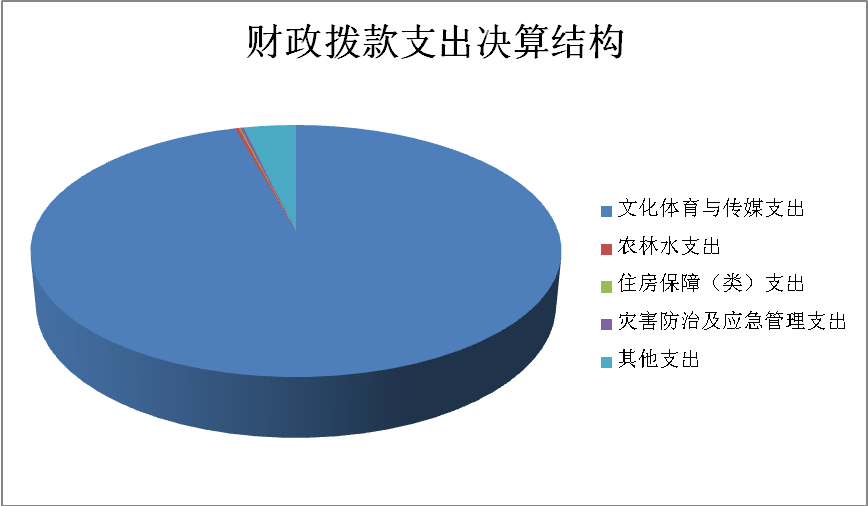 财政拨款支出决算结构
文化体育与传媒支出
农林水支出
住房保障（类）支出
灾害防治及应急管理支出
其他支出